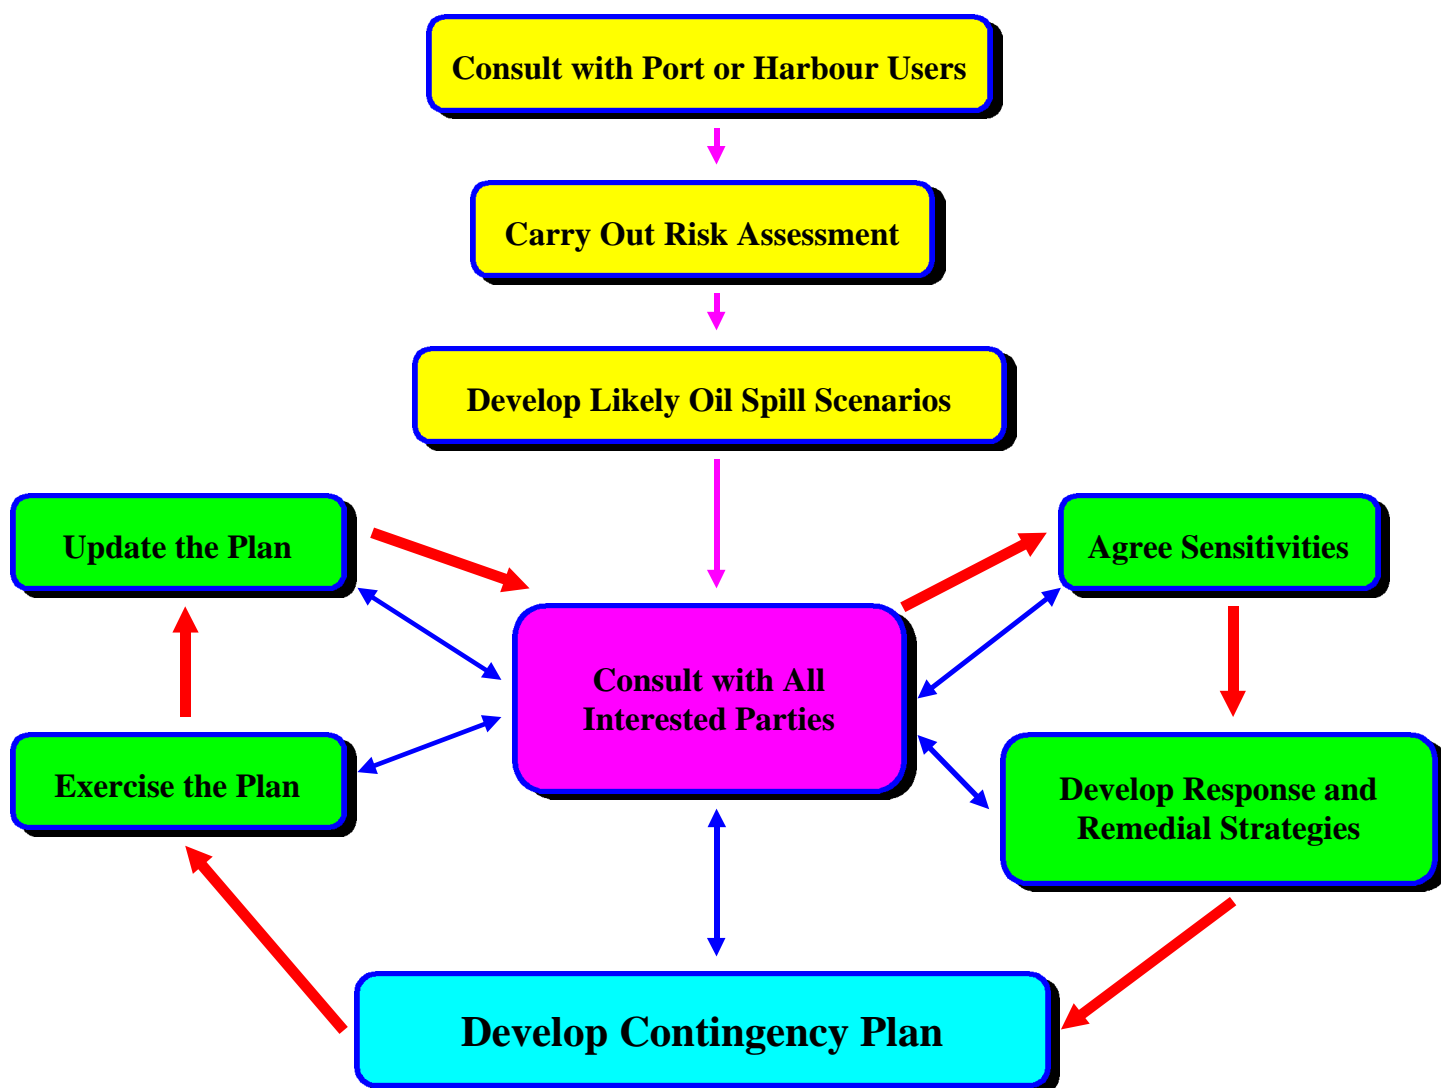 Consult with Port or Harbour Users
Carry Out Risk Assessment
Develop Likely Oil Spill Scenarios
Update the Plan
Agree Sensitivities
Consult with All
Interested Parties
Exercise the Plan
Develop Response and
Remedial Strategies
Develop Contingency Plan